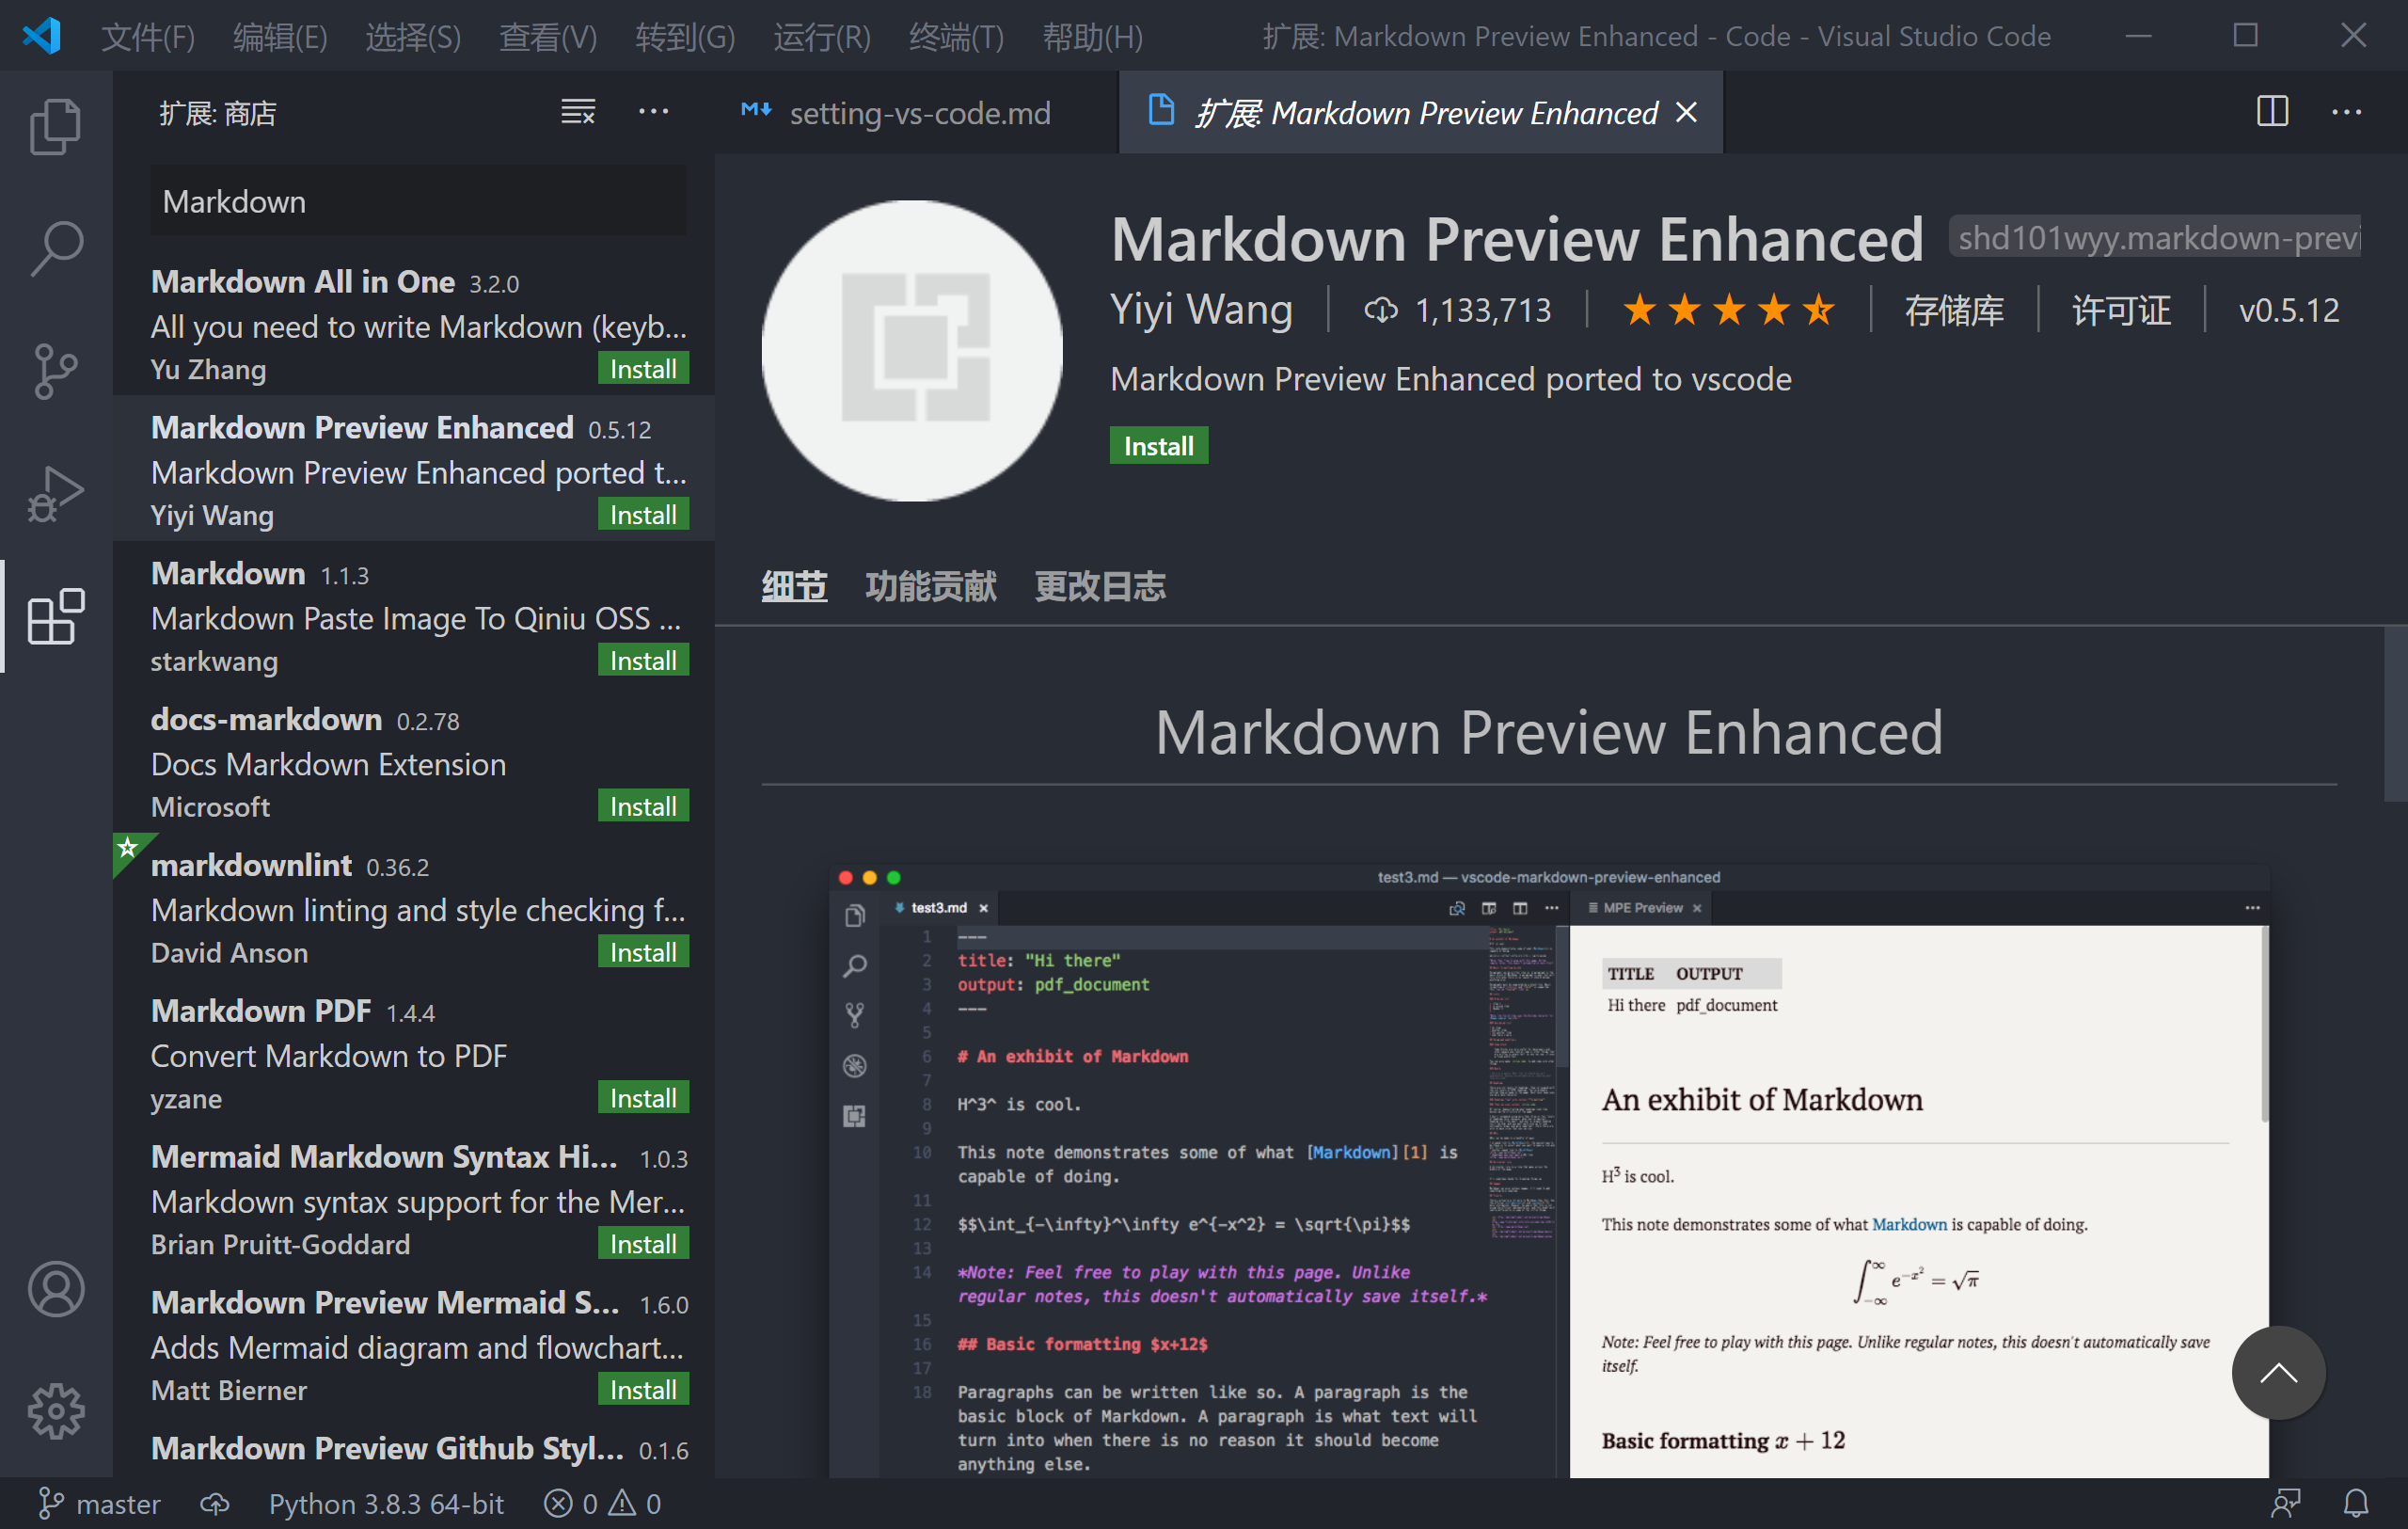 文件(F) 编辑(E) 选择(S) 查看(V) 转到(G) 运行(R) 终端(T) 帮助(H) 扩展: Markdown Preview Enhanced - Code - Visual Studio Code
扩展: 商店
Markdown
Markdown All in One 3.2.0
All you need to write Markdown (keyb...
Yu Zhang Install
Markdown Preview Enhanced 0.5.12
Markdown Preview Enhanced ported t...
Yiyi Wang Install
Markdown 1.1.3
Markdown Paste Image To Qiniu OSS ...
starkwang Install
docs-markdown 0.2.78
Docs Markdown Extension
Microsoft Install
markdownlint 0.36.2
Markdown linting and style checking f...
David Anson Install
Markdown PDF 1.4.4
Convert Markdown to PDF
yzane Install
Mermaid Markdown Syntax Hi... 1.0.3
Markdown syntax support for the Mer...
Brian Pruitt-Goddard Install
Markdown Preview Mermaid S... 1.6.0
Adds Mermaid diagram and flowchart...
Matt Bierner Install
Markdown Preview Github Styl... 0.1.6
setting-vs-code.md 扩展: Markdown Preview Enhanced
Markdown Preview Enhanced shd101wyy.markdown-previ
Yiyi Wang 1,133,713 存储库 许可证 v0.5.12
Markdown Preview Enhanced ported to vscode
Install
细节 功能贡献 更改日志
Markdown Preview Enhanced
test3.md — vscode-markdown-preview-enhanced
test3.md
1 ---
2 title: "Hi there"
3 output: pdf_document
4 ---
5
6 # An exhibit of Markdown
7
8 H^3^ is cool.
9
10 This note demonstrates some of what [Markdown][1] is
capable of doing.
11
12 $$\int_{-\infty}^\infty e^{-x^2} = \sqrt{\pi}$$
13
14 *Note: Feel free to play with this page. Unlike
regular notes, this doesn't automatically save itself.*
15
16 ## Basic formatting $x+12$
17
18 Paragraphs can be written like so. A paragraph is the
basic block of Markdown. A paragraph is what text will
turn into when there is no reason it should become
anything else.
MPE Preview
TITLE OUTPUT
Hi there pdf_document
An exhibit of Markdown
H³ is cool.
This note demonstrates some of what Markdown is capable of doing.
∫_{-∞}^{∞} e^{-x²} = √π
Note: Feel free to play with this page. Unlike regular notes, this doesn't automatically save
itself.
Basic formatting x + 12
master Python 3.8.3 64-bit 0 0